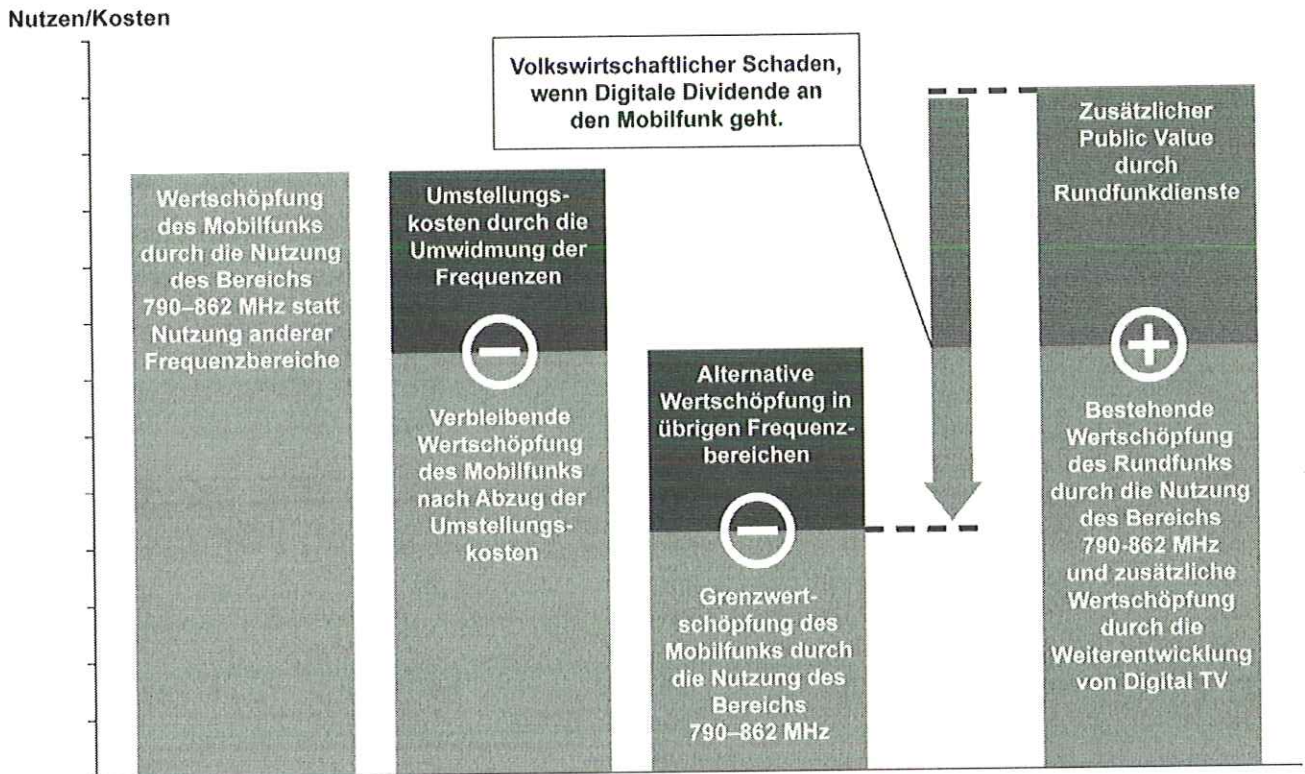 Nutzen/Kosten
Volkswirtschaftlicher Schaden,
wenn Digitale Dividende an
den Mobilfunk geht.
Wertschöpfung
des Mobilfunks
durch die Nutzung
des Bereichs
790–862 MHz statt
Nutzung anderer
Frequenzbereiche
Umstellungs-
kosten durch die
Umwidmung der
Frequenzen
Verbleibende
Wertschöpfung
des Mobilfunks
nach Abzug der
Umstellungs-
kosten
Alternative
Wertschöpfung in
übrigen Frequenz-
bereichen
Grenzwert-
schöpfung des
Mobilfunks durch
die Nutzung des
Bereichs
790–862 MHz
Zusätzlicher
Public Value
durch
Rundfunkdienste
Bestehende
Wertschöpfung
des Rundfunks
durch die Nutzung
des Bereichs
790-862 MHz
und zusätzliche
Wertschöpfung
durch die
Weiterentwicklung
von Digital TV